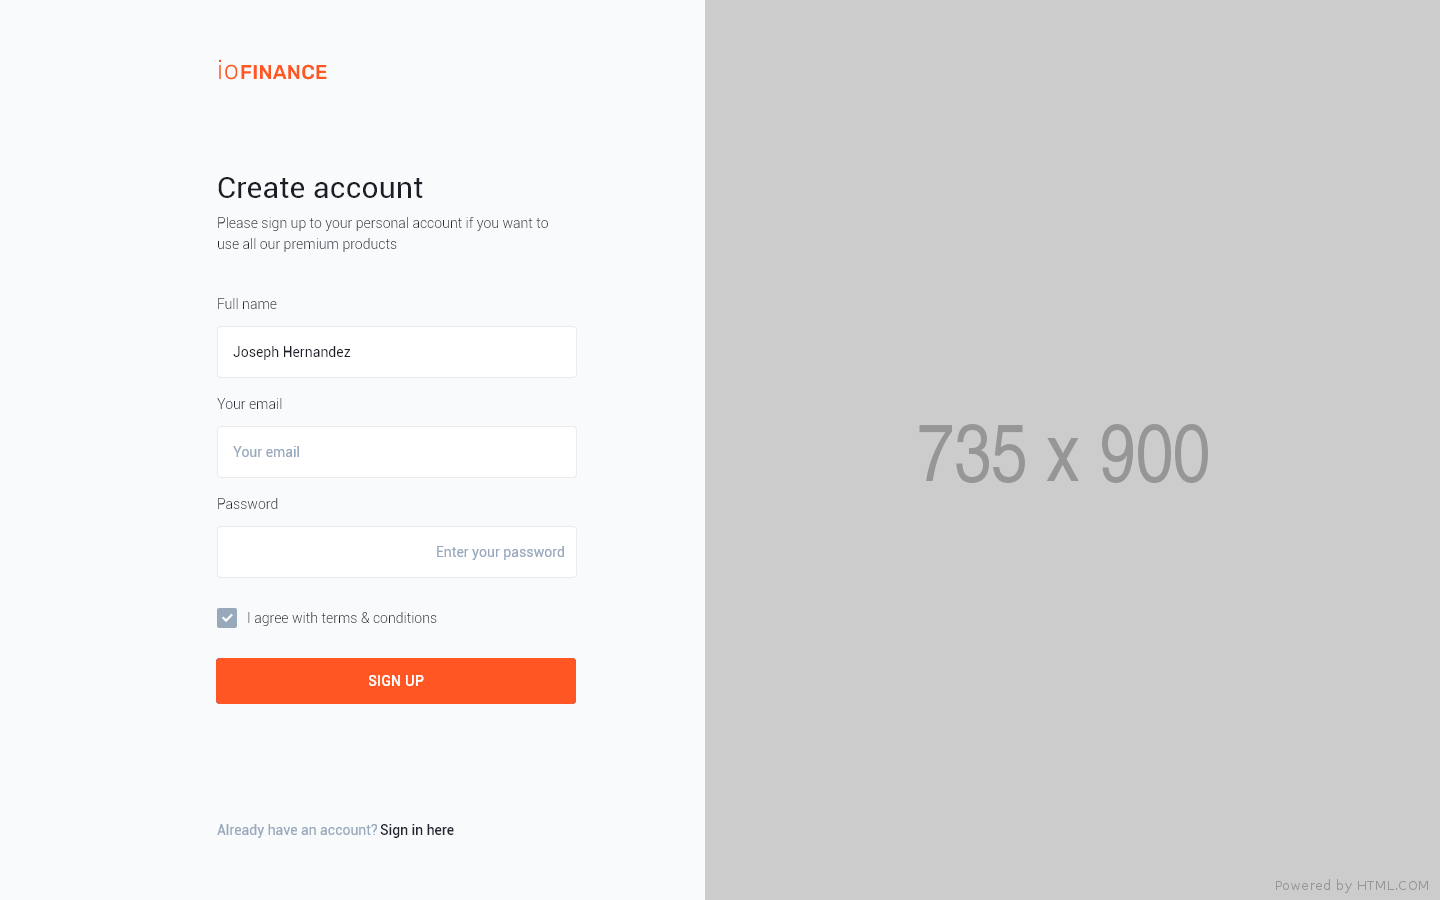 ioFINANCE
Create account
Please sign up to your personal account if you want to
use all our premium products
Full name
Joseph Hernandez
Your email
Your email
Password
Enter your password
I agree with terms & conditions
SIGN UP
Already have an account? Sign in here
735 x 900
Powered by HTML.COM